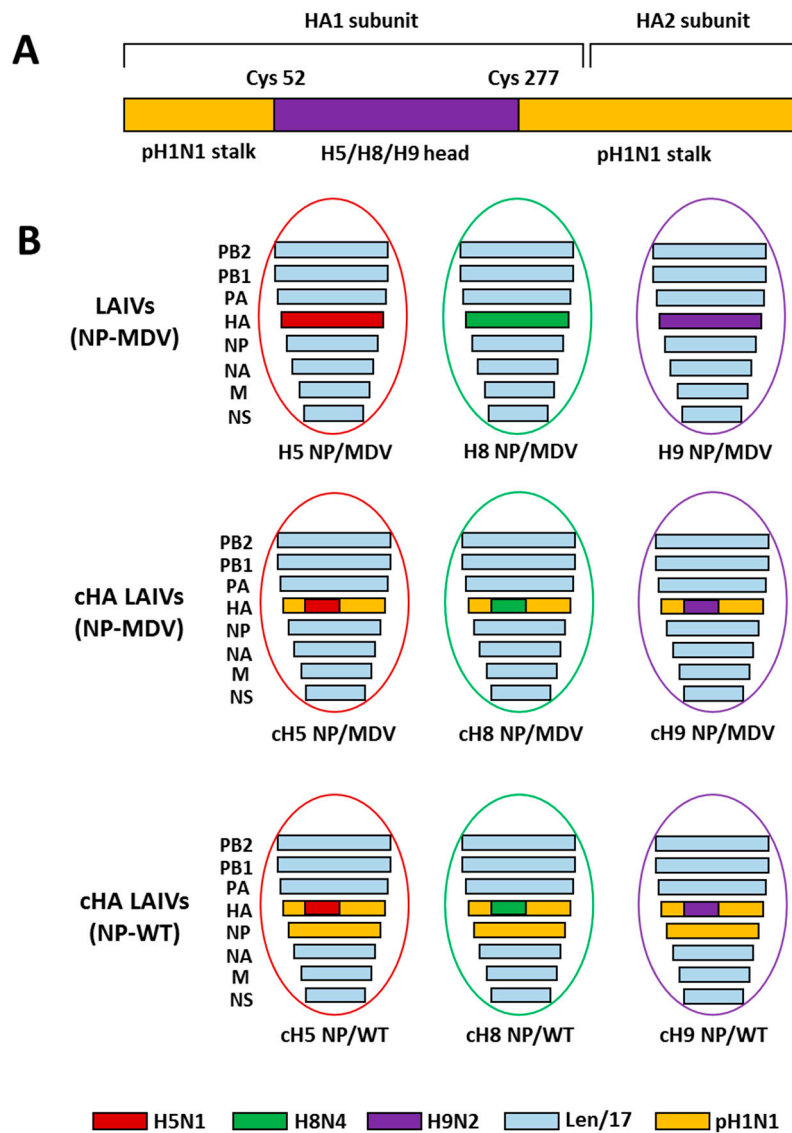 A
HA1 subunit
HA2 subunit
Cys 52
Cys 277
pH1N1 stalk
H5/H8/H9 head
pH1N1 stalk
B
LAIVs
(NP-MDV)
PB2
PB1
PA
HA
NP
NA
M
NS
H5 NP/MDV
H8 NP/MDV
H9 NP/MDV
cHA LAIVs
(NP-MDV)
PB2
PB1
PA
HA
NP
NA
M
NS
cH5 NP/MDV
cH8 NP/MDV
cH9 NP/MDV
cHA LAIVs
(NP-WT)
PB2
PB1
PA
HA
NP
NA
M
NS
cH5 NP/WT
cH8 NP/WT
cH9 NP/WT
H5N1
H8N4
H9N2
Len/17
pH1N1